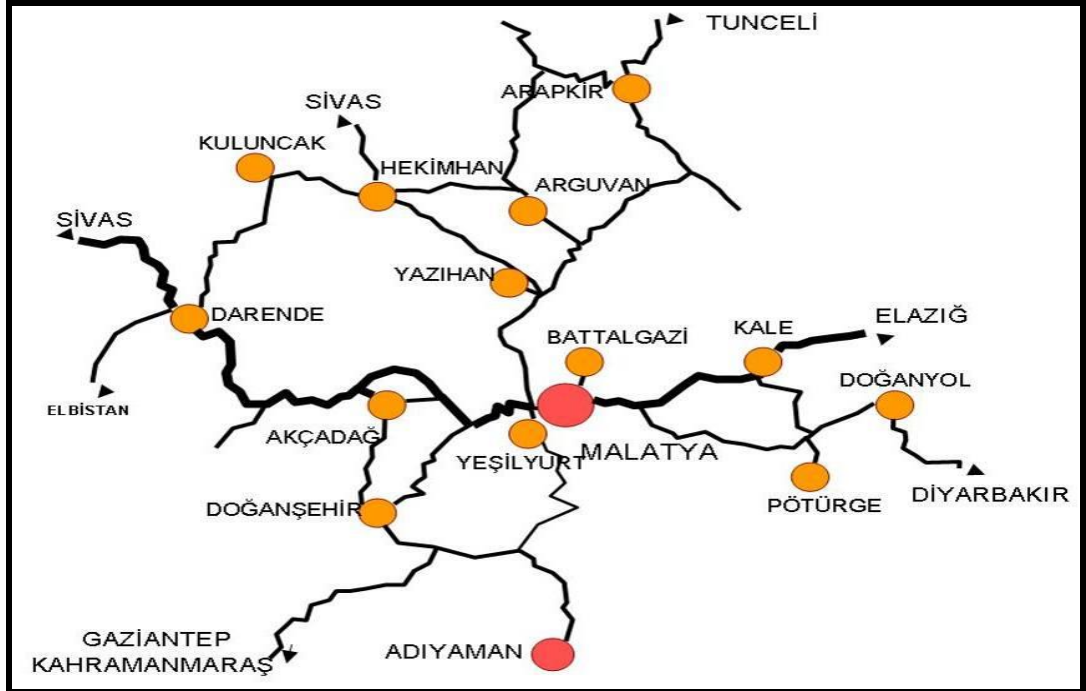 TUNCELİ
ARAPKİR
SİVAS
KULUNCAK
HEKİMHAN
ARGUVAN
SİVAS
YAZIHAN
DARENDE
ELAZIĞ
BATTALGAZİ
KALE
DOĞANYOL
ELBİSTAN
AKÇADAĞ
YEŞİLYURT
MALATYA
PÖTÜRGE
DİYARBAKIR
DOĞANŞEHİR
GAZİANTEP
KAHRAMANMARAŞ
ADIYAMAN